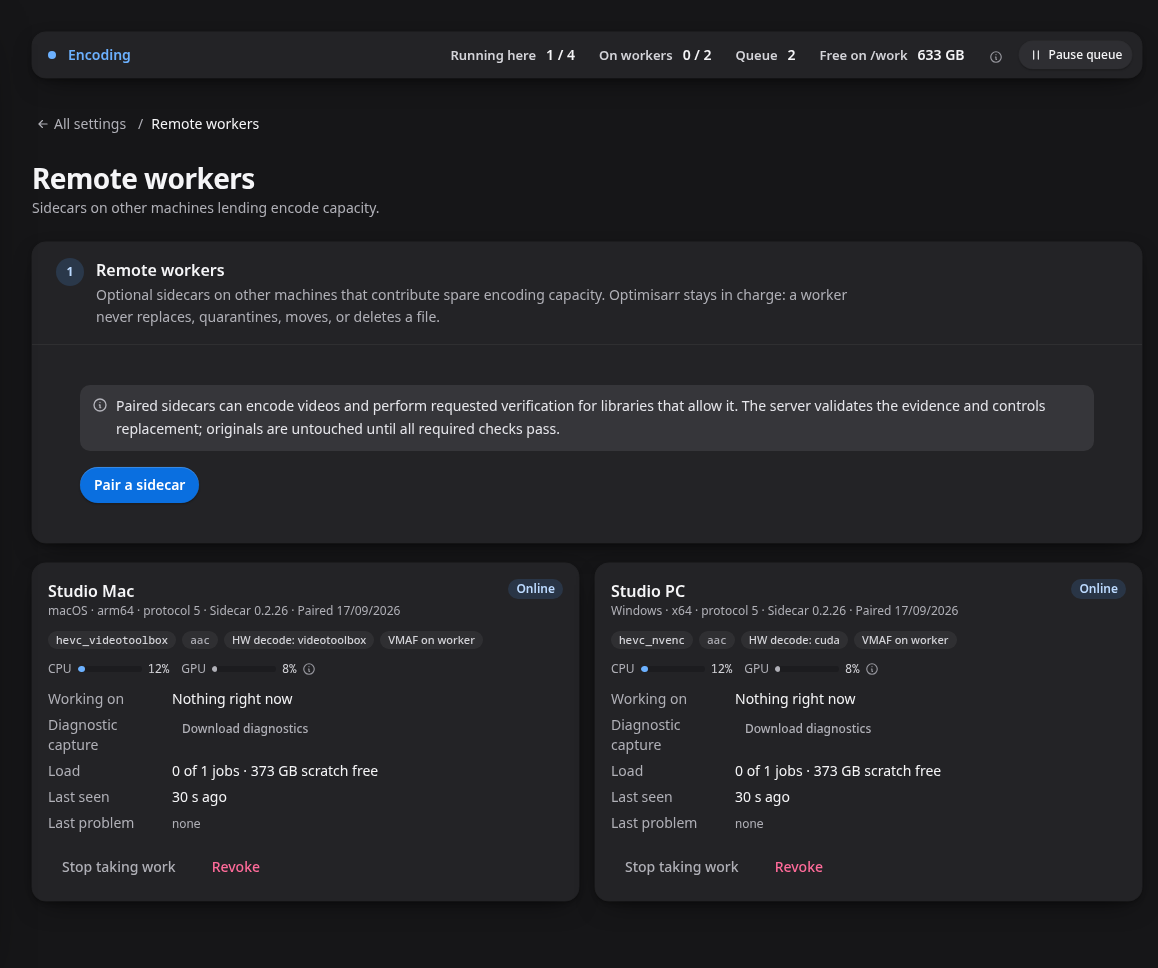 Encoding Running here 1 / 4 On workers 0 / 2 Queue 2 Free on /work 633 GB Pause queue
← All settings / Remote workers
Remote workers
Sidecars on other machines lending encode capacity.
1 Remote workers
Optional sidecars on other machines that contribute spare encoding capacity. Optimisarr stays in charge: a worker
never replaces, quarantines, moves, or deletes a file.
Paired sidecars can encode videos and perform requested verification for libraries that allow it. The server validates the evidence and controls
replacement; originals are untouched until all required checks pass.
Pair a sidecar
Studio Mac Online
macOS · arm64 · protocol 5 · Sidecar 0.2.26 · Paired 17/09/2026
hevc_videotoolbox aac HW decode: videotoolbox VMAF on worker
CPU 12% GPU 8%
Working on Nothing right now
Diagnostic
capture Download diagnostics
Load 0 of 1 jobs · 373 GB scratch free
Last seen 30 s ago
Last problem none
Stop taking work Revoke
Studio PC Online
Windows · x64 · protocol 5 · Sidecar 0.2.26 · Paired 17/09/2026
hevc_nvenc aac HW decode: cuda VMAF on worker
CPU 12% GPU 8%
Working on Nothing right now
Diagnostic
capture Download diagnostics
Load 0 of 1 jobs · 373 GB scratch free
Last seen 30 s ago
Last problem none
Stop taking work Revoke